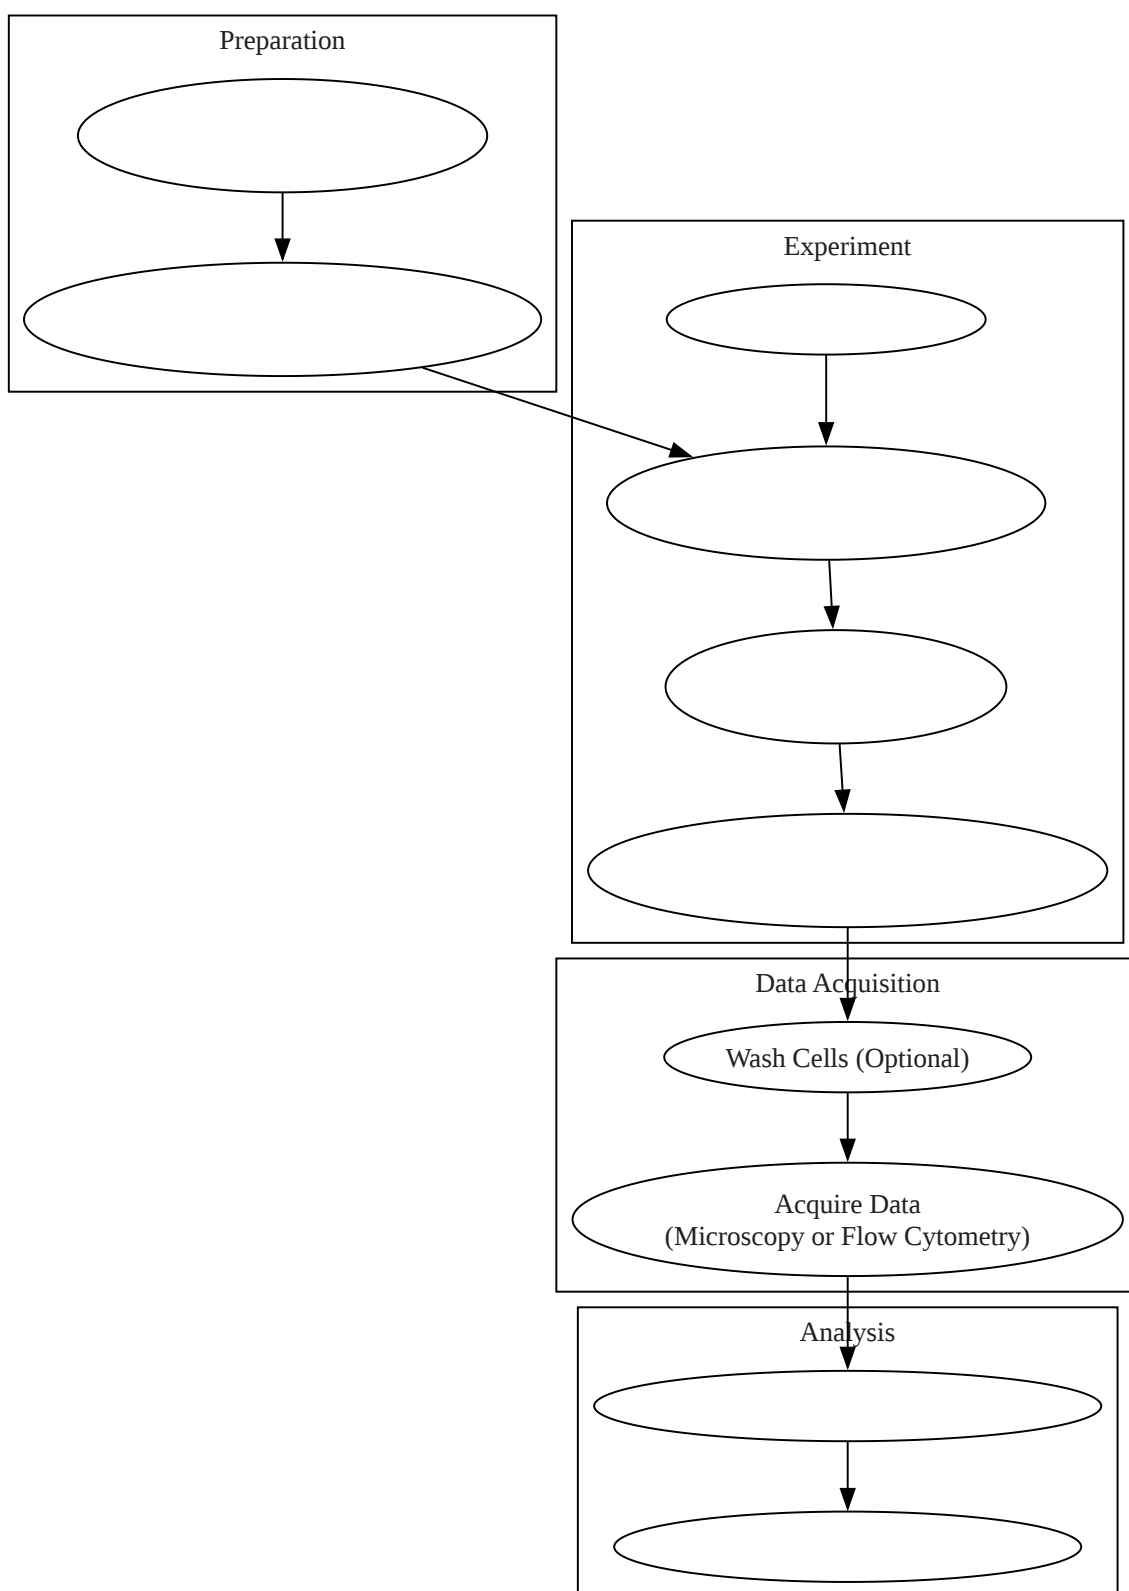 Preparation
Experiment
Data Acquisition
Wash Cells (Optional)
Acquire Data
(Microscopy or Flow Cytometry)
Analysis